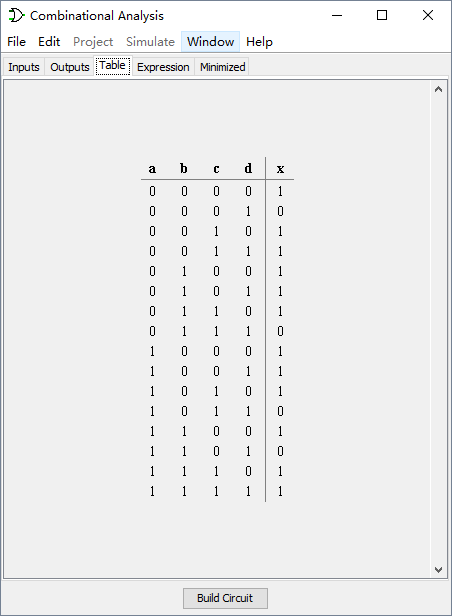 Combinational Analysis
File Edit Project Simulate Window Help
Inputs Outputs Table Expression Minimized
a b c d x
0 0 0 0 1
0 0 0 1 0
0 0 1 0 1
0 0 1 1 1
0 1 0 0 1
0 1 0 1 1
0 1 1 0 1
0 1 1 1 0
1 0 0 0 1
1 0 0 1 1
1 0 1 0 1
1 0 1 1 0
1 1 0 0 1
1 1 0 1 0
1 1 1 0 1
1 1 1 1 1
Build Circuit